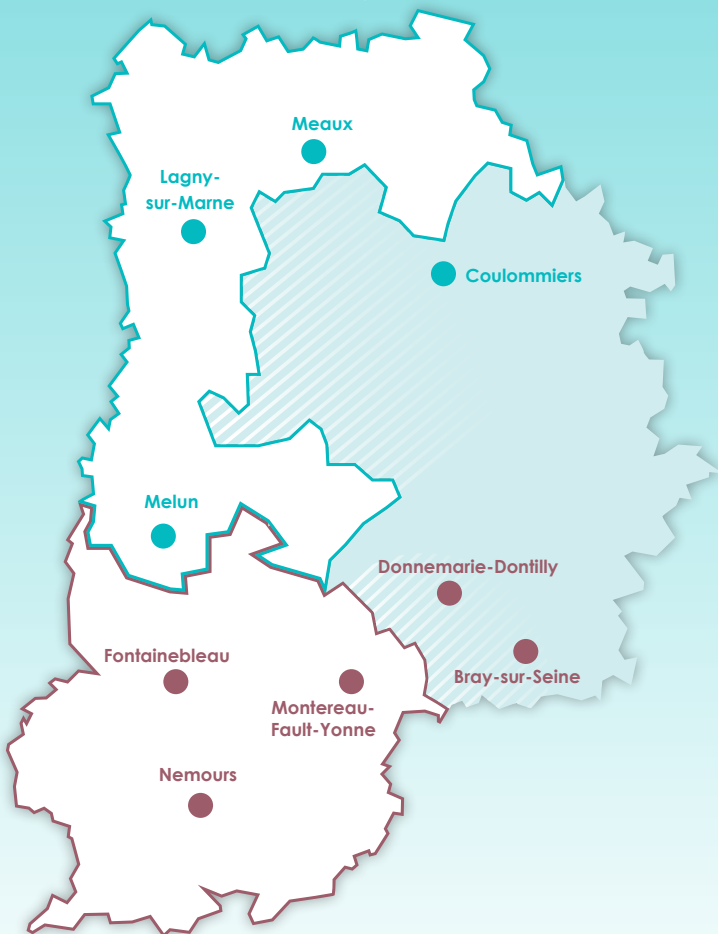 Meaux
Lagny-
sur-Marne
Coulommiers
Melun
Donnemarie-Dontilly
Fontainebleau
Bray-sur-Seine
Montereau-
Fault-Yonne
Nemours